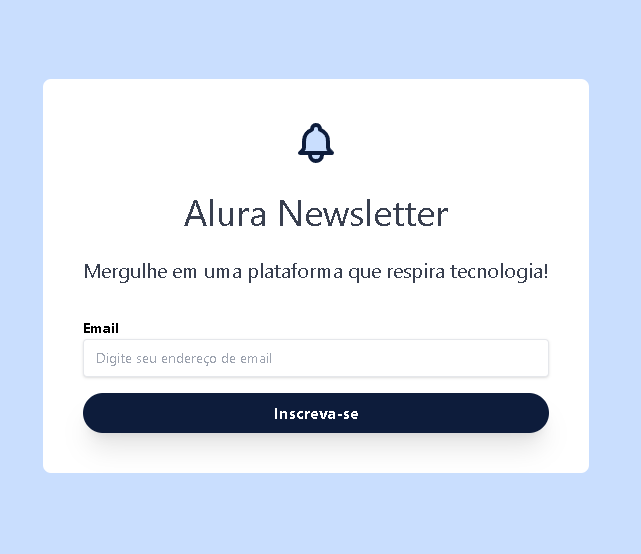 Alura Newsletter
Mergulhe em uma plataforma que respira tecnologia!
Email
Digite seu endereço de email
Inscreva-se